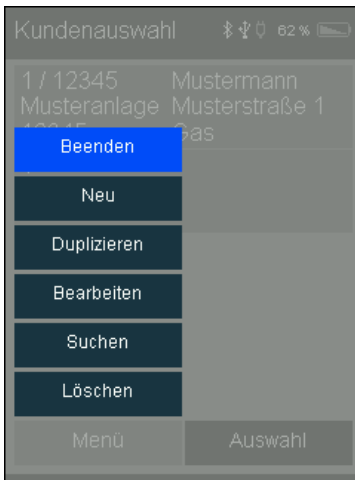 Kundenauswahl 62 %
1 / 12345 Mustermann
Musteranlage Musterstraße 1
Gas
Beenden
Neu
Duplizieren
Bearbeiten
Suchen
Löschen
Menü Auswahl